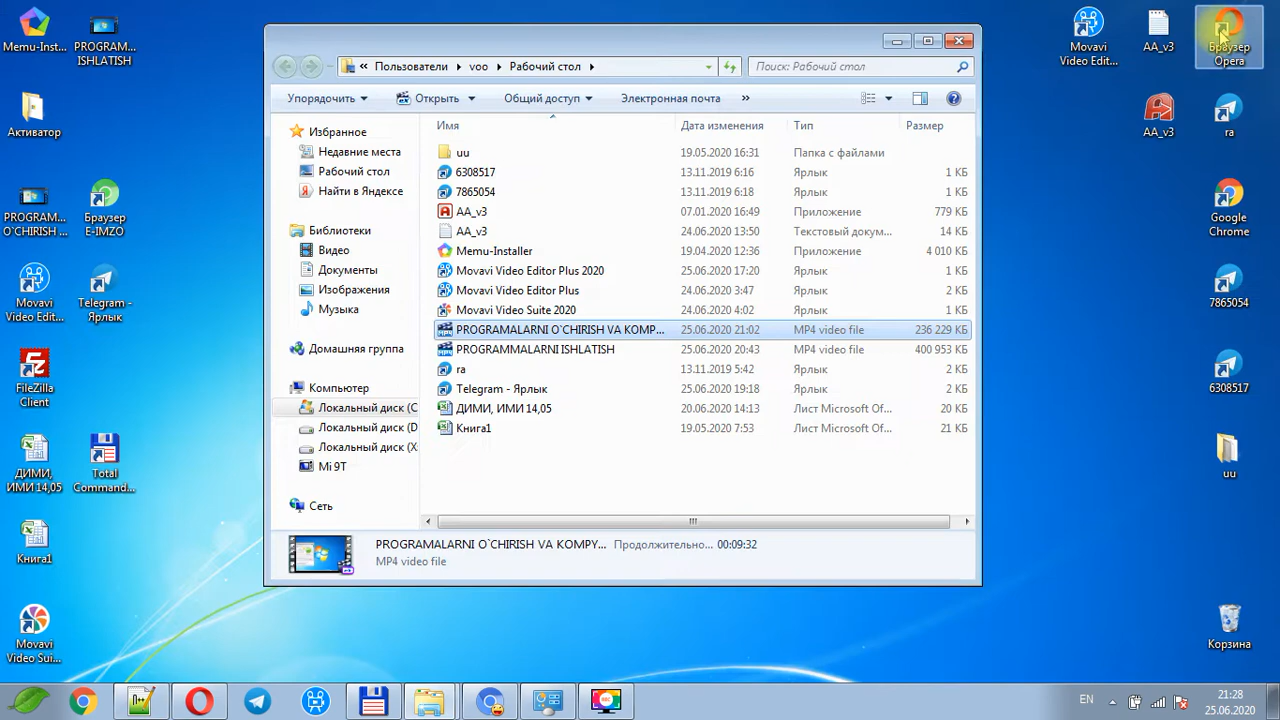 Memu-Inst...
PROGRAM...
ISHLATISH
Активатор
PROGRAM...
O`CHIRISH ...
Браузер
E-IMZO
Movavi
Video Edit...
Telegram -
Ярлык
FileZilla
Client
ДИМИ,
ИМИ 14,05
Total
Command...
Книга1
Movavi
Video Sui...
Пользователи
voo
Рабочий стол
Поиск: Рабочий стол
Упорядочить
Открыть
Общий доступ
Электронная почта
»
Имя
Дата изменения
Тип
Размер
Избранное
Недавние места
Рабочий стол
Найти в Яндексе
Библиотеки
Видео
Документы
Изображения
Музыка
Домашняя группа
Компьютер
Локальный диск (C
Локальный диск (D
Локальный диск (X
Mi 9T
Сеть
uu 19.05.2020 16:31 Папка с файлами
6308517 13.11.2019 6:16 Ярлык 1 КБ
7865054 13.11.2019 6:18 Ярлык 1 КБ
AA_v3 07.01.2020 16:49 Приложение 779 КБ
AA_v3 24.06.2020 13:50 Текстовый докум... 14 КБ
Memu-Installer 19.04.2020 12:36 Приложение 4 010 КБ
Movavi Video Editor Plus 2020 25.06.2020 17:20 Ярлык 1 КБ
Movavi Video Editor Plus 24.06.2020 3:47 Ярлык 2 КБ
Movavi Video Suite 2020 24.06.2020 4:02 Ярлык 1 КБ
PROGRAMALARNI O`CHIRISH VA KOMP... 25.06.2020 21:02 MP4 video file 236 229 КБ
PROGRAMMALARNI ISHLATISH 25.06.2020 20:43 MP4 video file 400 953 КБ
ra 13.11.2019 5:42 Ярлык 2 КБ
Telegram - Ярлык 25.06.2020 19:18 Ярлык 2 КБ
ДИМИ, ИМИ 14,05 20.06.2020 14:13 Лист Microsoft Of... 20 КБ
Книга1 19.05.2020 7:53 Лист Microsoft Of... 21 КБ
PROGRAMALARNI O`CHIRISH VA KOMPY... Продолжительно... 00:09:32
MP4 video file
Movavi
Video Edit...
AA_v3
Браузер
Opera
AA_v3
ra
Google
Chrome
7865054
6308517
uu
Корзина
EN
21:28
25.06.2020